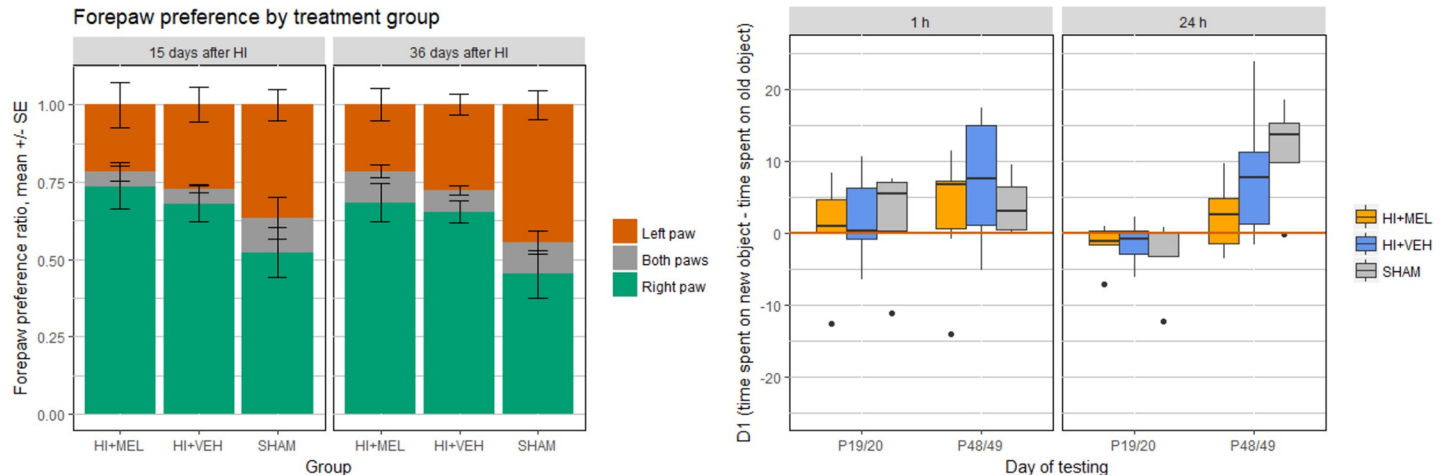 Forepaw preference by treatment group
15 days after HI
36 days after HI
Forepaw preference ratio, mean +/- SE
1.00
0.75
0.50
0.25
0.00
HI+MEL
HI+VEH
SHAM
HI+MEL
HI+VEH
SHAM
Group
Left paw
Both paws
Right paw
1 h
24 h
D1 (time spent on new object - time spent on old object)
20
10
0
-10
-20
P19/20
P48/49
P19/20
P48/49
Day of testing
HI+MEL
HI+VEH
SHAM